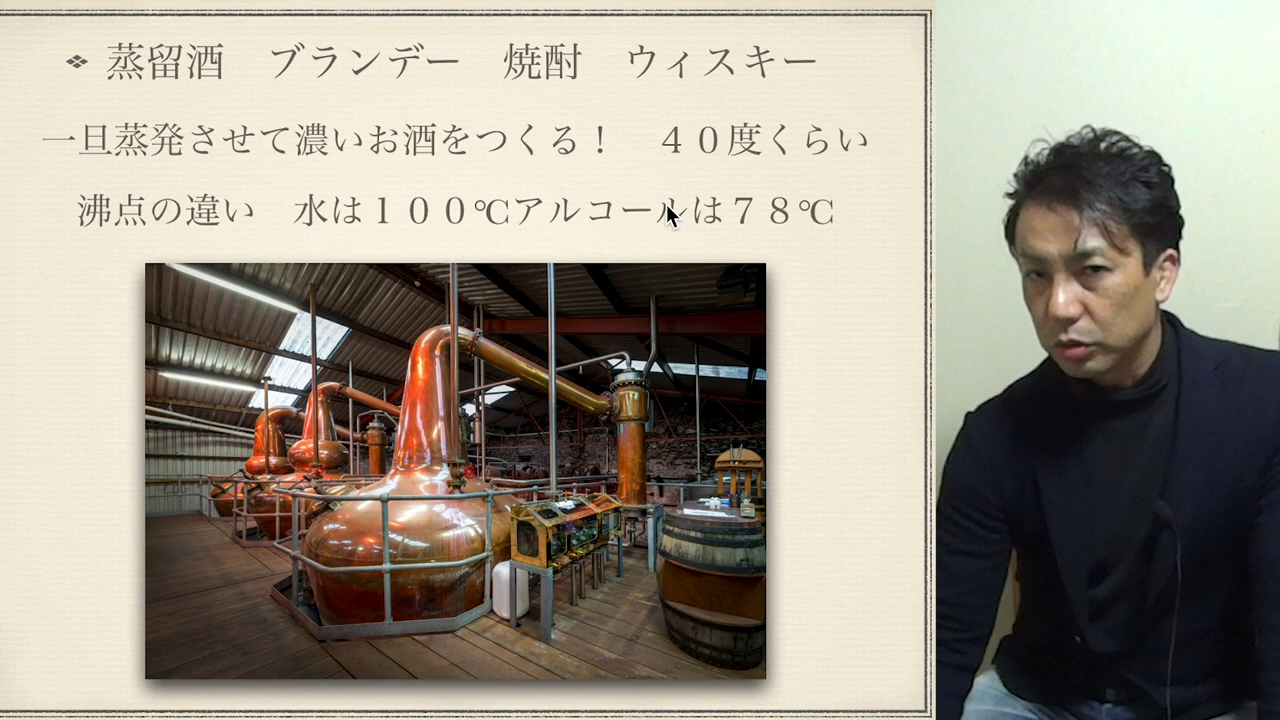 蒸留酒　ブランデー　焼酎　ウィスキー
一旦蒸発させて濃いお酒をつくる！　４０度くらい
沸点の違い　水は１００℃アルコールは７８℃